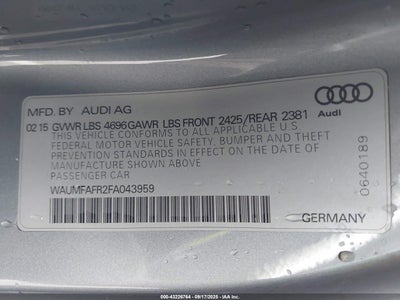 MFD. BY AUDI AG
02 15 GVWR LBS 4696 GAWR LBS FRONT 2425/REAR 2381
THIS VEHICLE CONFORMS TO ALL APPLICABLE U.S.
FEDERAL MOTOR VEHICLE SAFETY, BUMPER AND THEFT
PREVENTION STANDARDS IN EFFECT ON THE DATE OF
MANUFACTURE SHOWN ABOVE
PASSENGER CAR
WAUMFAFR2FA043959
Audi
0640189
GERMANY
© 000-43226764 - 09/17/2025 - IAA Inc.